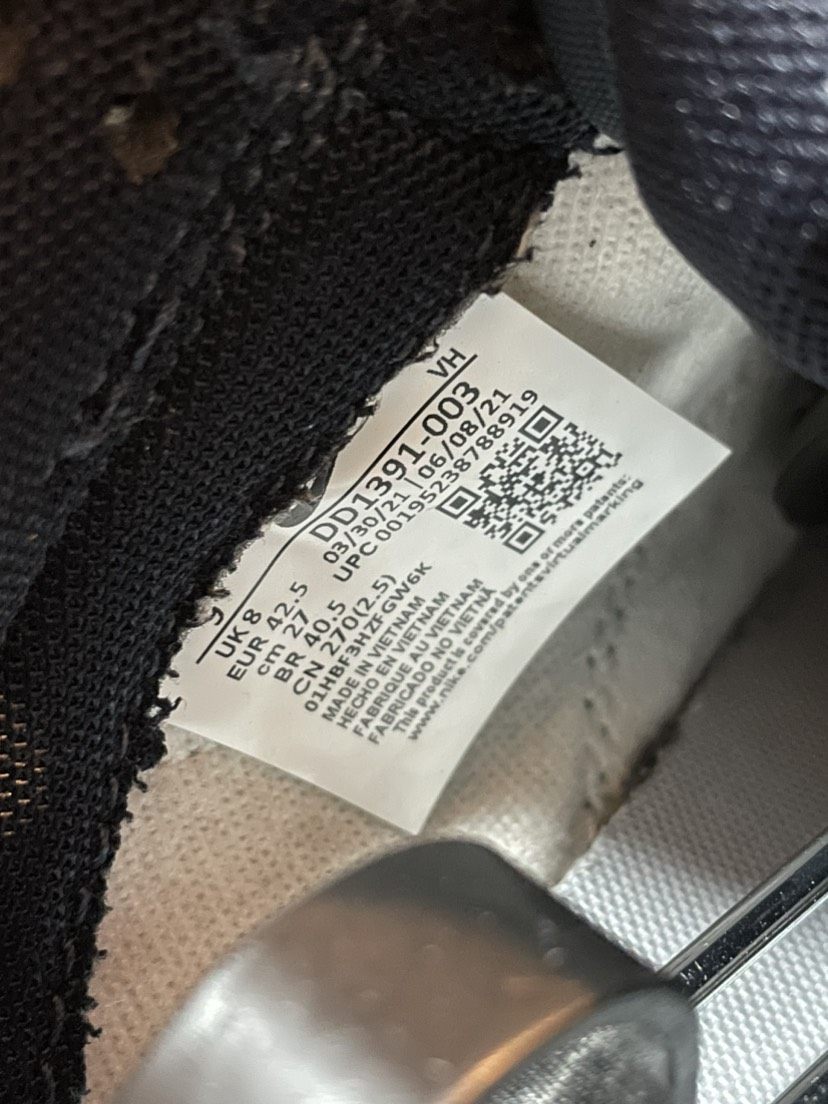 VH
DD1391-003
03/30/21 | 06/08/21
UPC 00195238788919
UK 8
EUR 42.5
cm 27
BR 40.5
CN 270(2.5)
01HBF3HZFGW6K
MADE IN VIETNAM
HECHO EN VIETNAM
FABRIQUE AU VIETNAM
FABRICADO NO VIETNÃ
This product is covered by one or more patents:
www.nike.com/patentsvirtualmarking